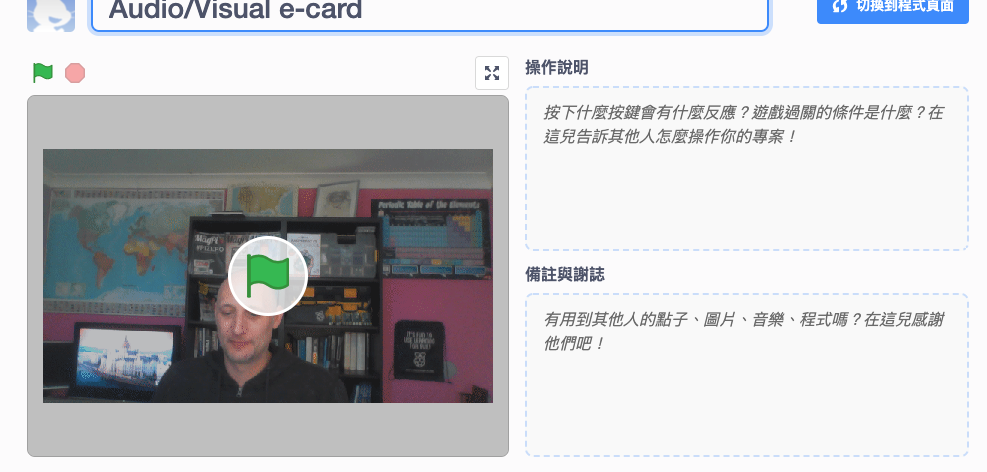 Audio/Visual e-card
切換到程式頁面
操作說明
按下什麼按鍵會有什麼反應？遊戲過關的條件是什麼？在
這兒告訴其他人怎麼操作你的專案！
Periodic Table of the Elements
備註與謝誌
有用到其他人的點子、圖片、音樂、程式嗎？在這兒感謝
他們吧！